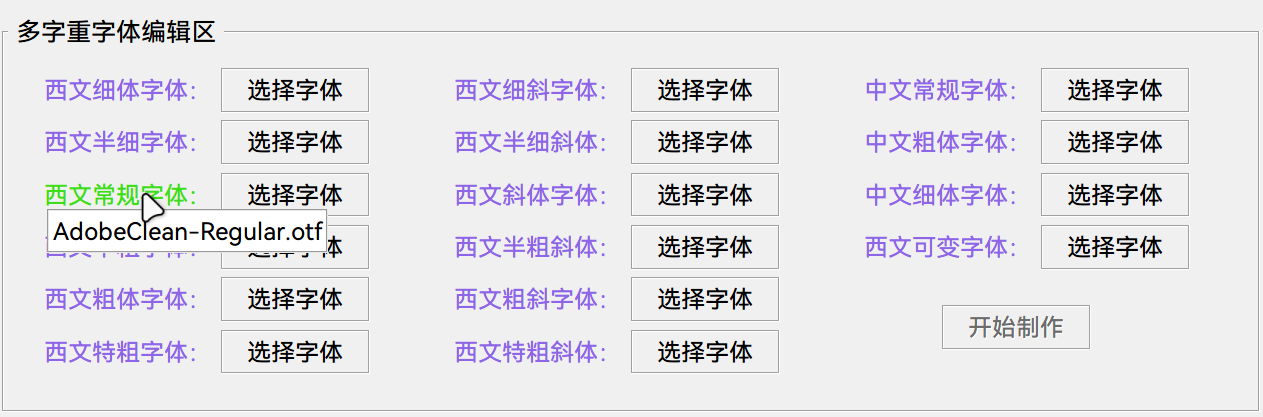 多字重字体编辑区
西文细体字体： 选择字体 西文细斜字体： 选择字体 中文常规字体： 选择字体
西文半细字体： 选择字体 西文半细斜体： 选择字体 中文粗体字体： 选择字体
西文常规字体： 选择字体 西文斜体字体： 选择字体 中文细体字体： 选择字体
AdobeClean-Regular.otf
选择字体 西文半粗斜体： 选择字体 西文可变字体： 选择字体
西文粗体字体： 选择字体 西文粗斜字体： 选择字体
开始制作
西文特粗字体： 选择字体 西文特粗斜体： 选择字体